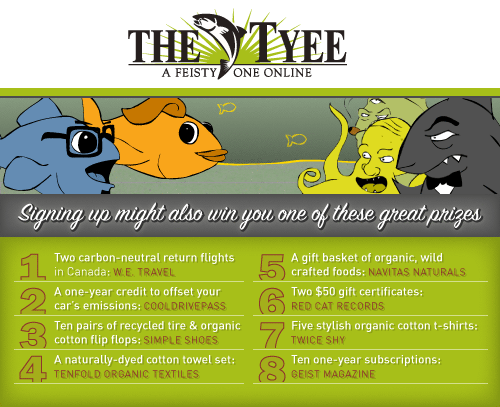 THE TYEE
A FEISTY ONE ONLINE
Signing up might also win you one of these great prizes
1 Two carbon-neutral return flights
in Canada: W.E. TRAVEL
2 A one-year credit to offset your
car's emissions: COOLDRIVEPASS
3 Ten pairs of recycled tire & organic
cotton flip flops: SIMPLE SHOES
4 A naturally-dyed cotton towel set:
TENFOLD ORGANIC TEXTILES
5 A gift basket of organic, wild
crafted foods: NAVITAS NATURALS
6 Two $50 gift certificates:
RED CAT RECORDS
7 Five stylish organic cotton t-shirts:
TWICE SHY
8 Ten one-year subscriptions:
GEIST MAGAZINE